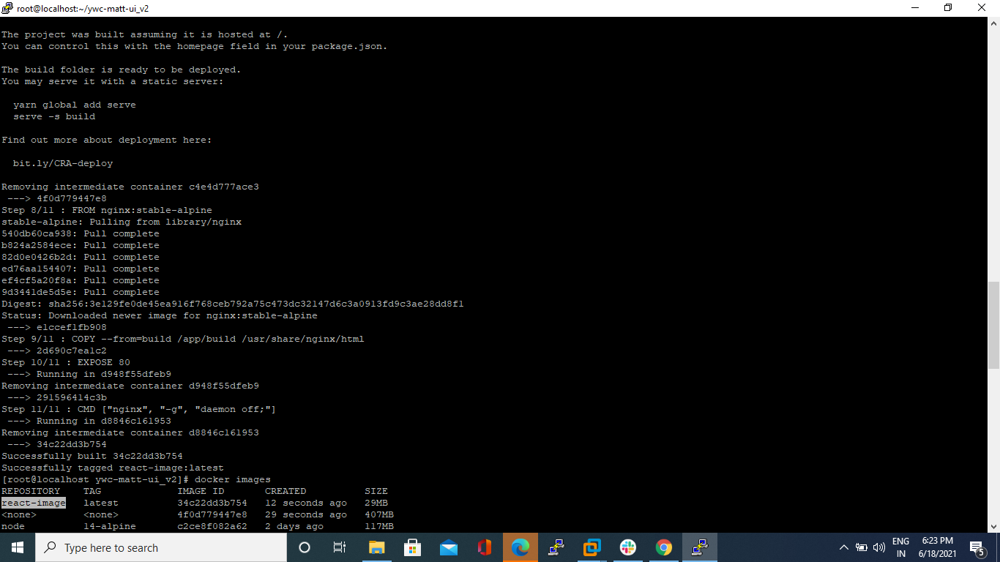 root@localhost:~/ywc-matt-ui_v2
The project was built assuming it is hosted at /.
You can control this with the homepage field in your package.json.
The build folder is ready to be deployed.
You may serve it with a static server:
yarn global add serve
serve -s build
Find out more about deployment here:
bit.ly/CRA-deploy
Removing intermediate container c4e4d777ace3
---> 4f0d779447e8
Step 8/11 : FROM nginx:stable-alpine
stable-alpine: Pulling from library/nginx
540db60ca938: Pull complete
b824a2584ece: Pull complete
82d0e0426b2d: Pull complete
ed76aa154407: Pull complete
ef4cf5a20f8a: Pull complete
9d3441de5d5e: Pull complete
Digest: sha256:3e129fe0de45ea916f768ceb792a75c473dc32147d6c3a0913fd9c3ae28dd8f1
Status: Downloaded newer image for nginx:stable-alpine
---> e1ccef1fb908
Step 9/11 : COPY --from=build /app/build /usr/share/nginx/html
---> 2d690c7ea1c2
Step 10/11 : EXPOSE 80
---> Running in d948f55dfeb9
Removing intermediate container d948f55dfeb9
---> 291596414c3b
Step 11/11 : CMD ["nginx", "-g", "daemon off;"]
---> Running in d8846c161953
Removing intermediate container d8846c161953
---> 34c22dd3b754
Successfully built 34c22dd3b754
Successfully tagged react-image:latest
[root@localhost ywc-matt-ui_v2]# docker images
REPOSITORY TAG IMAGE ID CREATED SIZE
react-image latest 34c22dd3b754 12 seconds ago 29MB
<none> <none> 4f0d779447e8 29 seconds ago 407MB
node 14-alpine c2ce8f082a62 2 days ago 117MB
Type here to search
ENG
IN
6:23 PM
6/18/2021
5